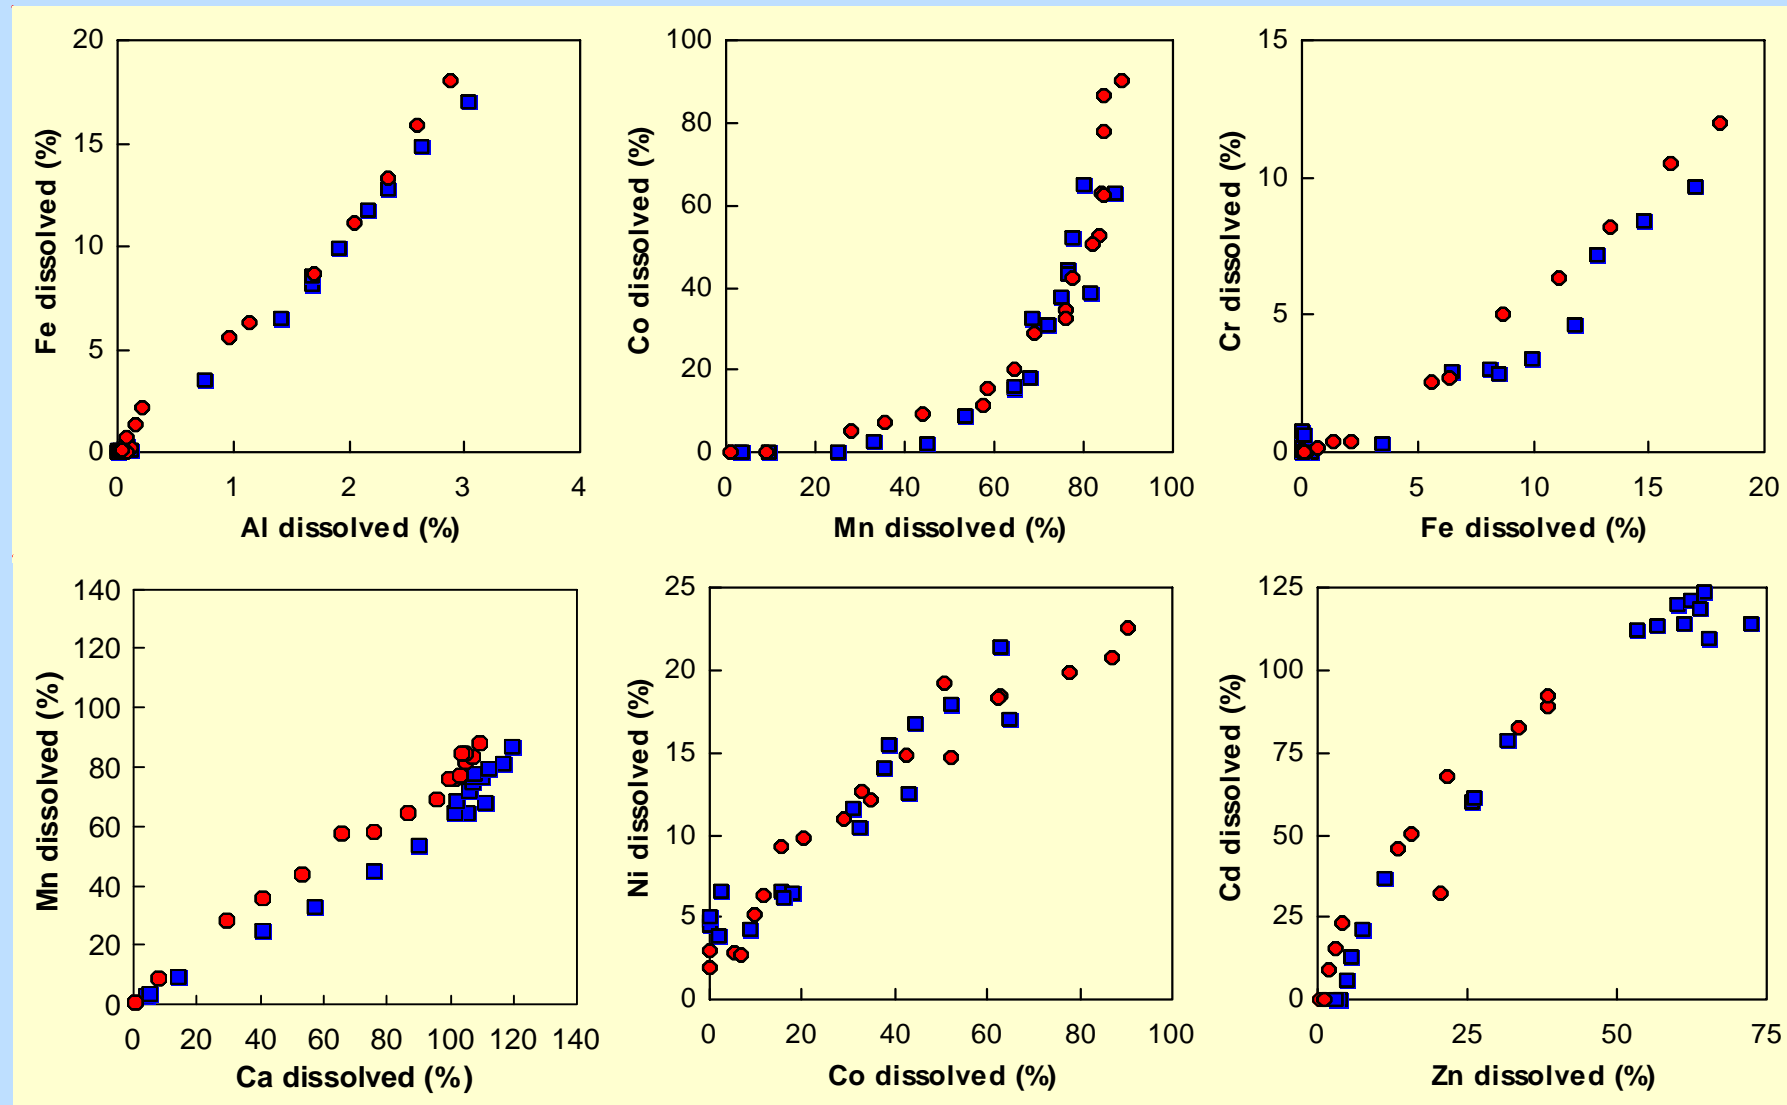 20
15
10
5
0
Fe dissolved (%)
0 1 2 3 4
Al dissolved (%)
100
80
60
40
20
0
Co dissolved (%)
0 20 40 60 80 100
Mn dissolved (%)
15
10
5
0
Cr dissolved (%)
0 5 10 15 20
Fe dissolved (%)
140
120
100
80
60
40
20
0
Mn dissolved (%)
0 20 40 60 80 100 120 140
Ca dissolved (%)
25
20
15
10
5
0
Ni dissolved (%)
0 20 40 60 80 100
Co dissolved (%)
125
100
75
50
25
0
Cd dissolved (%)
0 25 50 75
Zn dissolved (%)